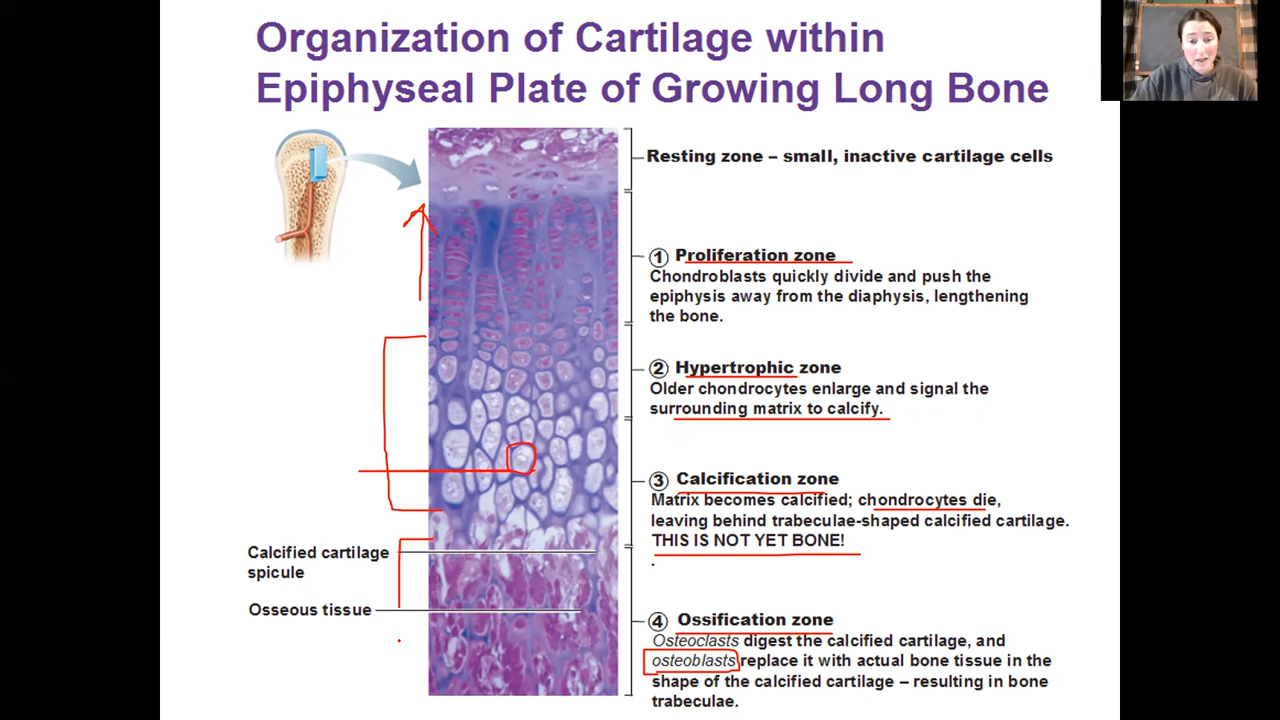 Organization of Cartilage within
Epiphyseal Plate of Growing Long Bone
Resting zone – small, inactive cartilage cells
① Proliferation zone
Chondroblasts quickly divide and push the
epiphysis away from the diaphysis, lengthening
the bone.
② Hypertrophic zone
Older chondrocytes enlarge and signal the
surrounding matrix to calcify.
③ Calcification zone
Matrix becomes calcified; chondrocytes die,
leaving behind trabeculae-shaped calcified cartilage.
THIS IS NOT YET BONE!
.
Calcified cartilage
spicule
Osseous tissue
④ Ossification zone
Osteoclasts digest the calcified cartilage, and
osteoblasts replace it with actual bone tissue in the
shape of the calcified cartilage – resulting in bone
trabeculae.